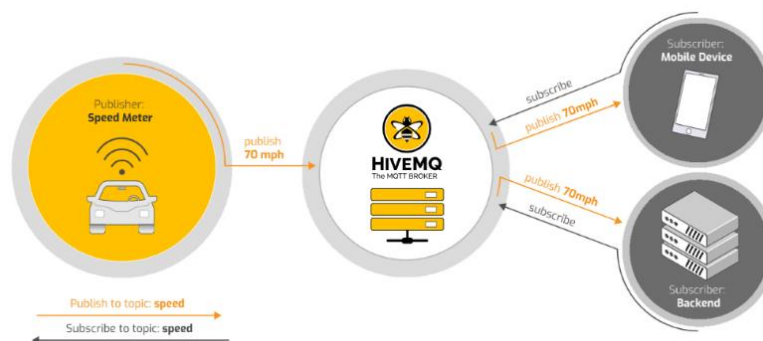 Publisher:
Speed Meter
publish
70 mph
HIVEMQ
The MQTT BROKER
subscribe
publish 70mph
publish 70mph
subscribe
Subscriber:
Mobile Device
Subscriber:
Backend
Publish to topic: speed
Subscribe to topic: speed